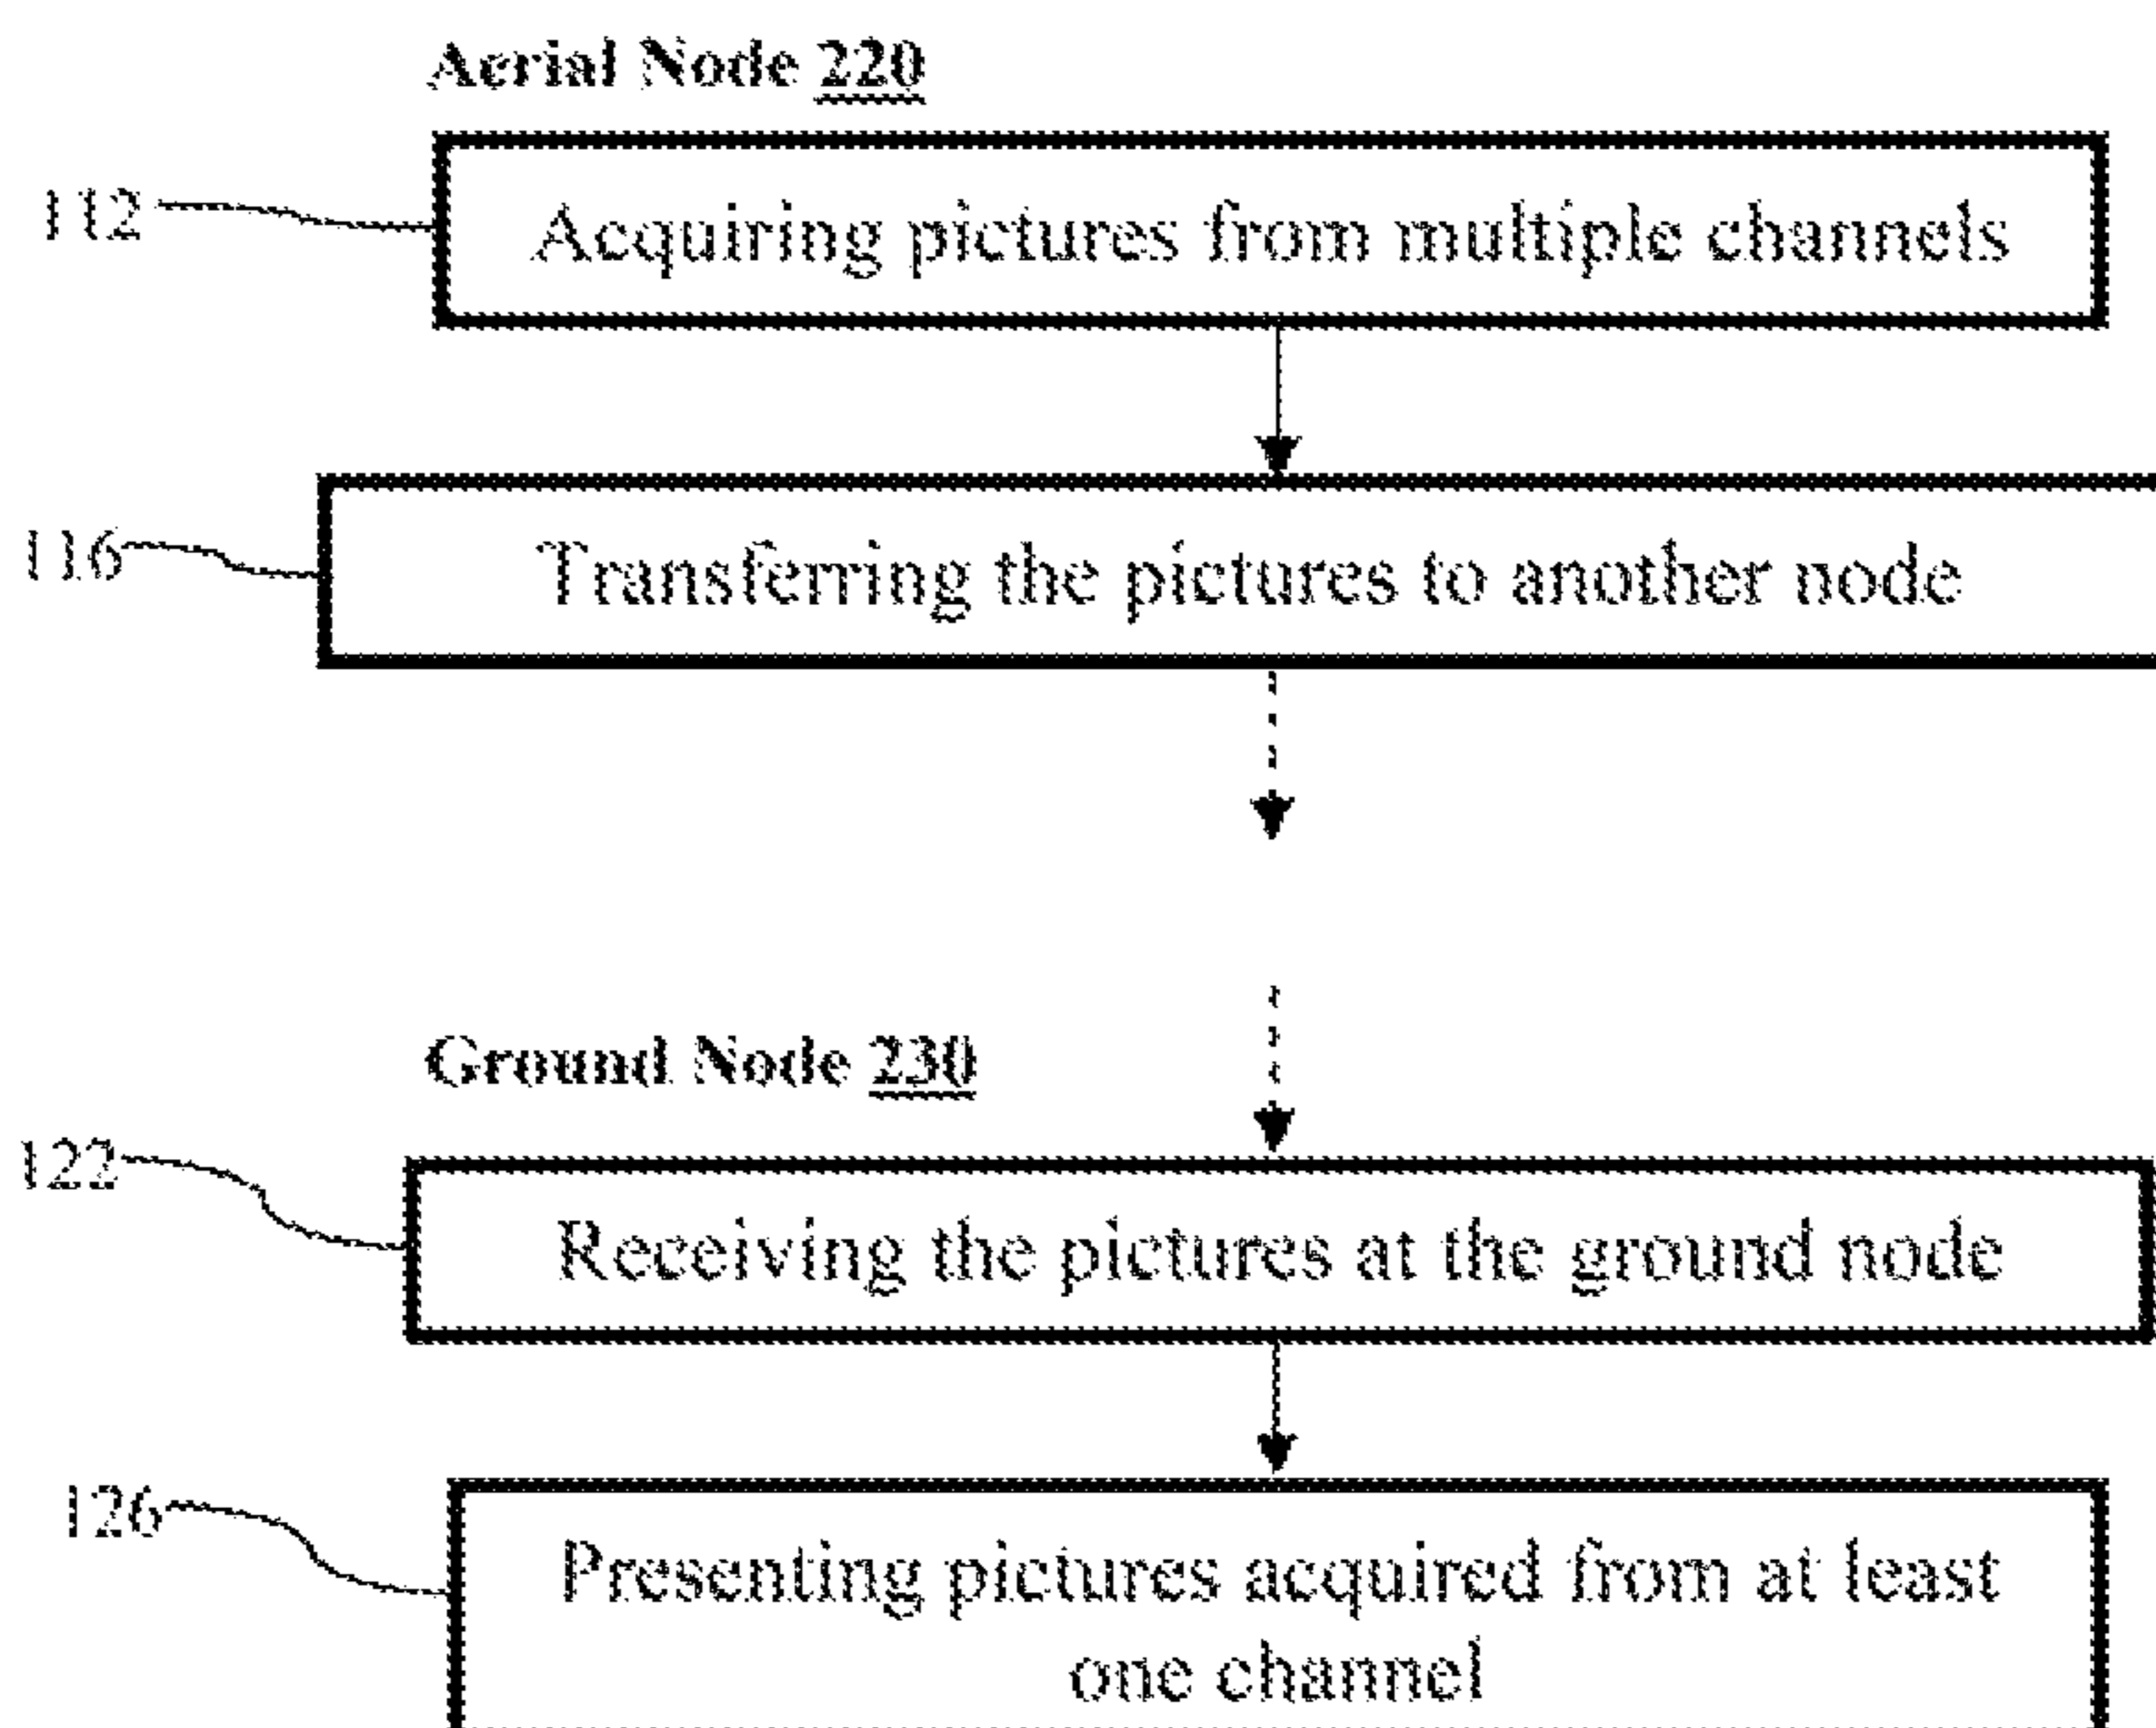 Aerial Node 220
112
Acquiring pictures from multiple channels
116
Transferring the pictures to another node
Ground Node 230
122
Receiving the pictures at the ground node
126
Presenting pictures acquired from at least
one channel